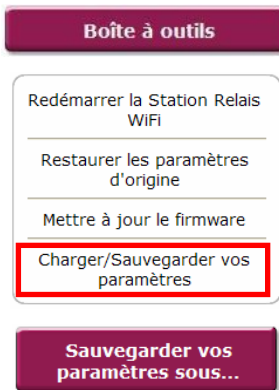 Boîte à outils
Redémarrer la Station Relais
WiFi
Restaurer les paramètres
d'origine
Mettre à jour le firmware
Charger/Sauvegarder vos
paramètres
Sauvegarder vos
paramètres sous...